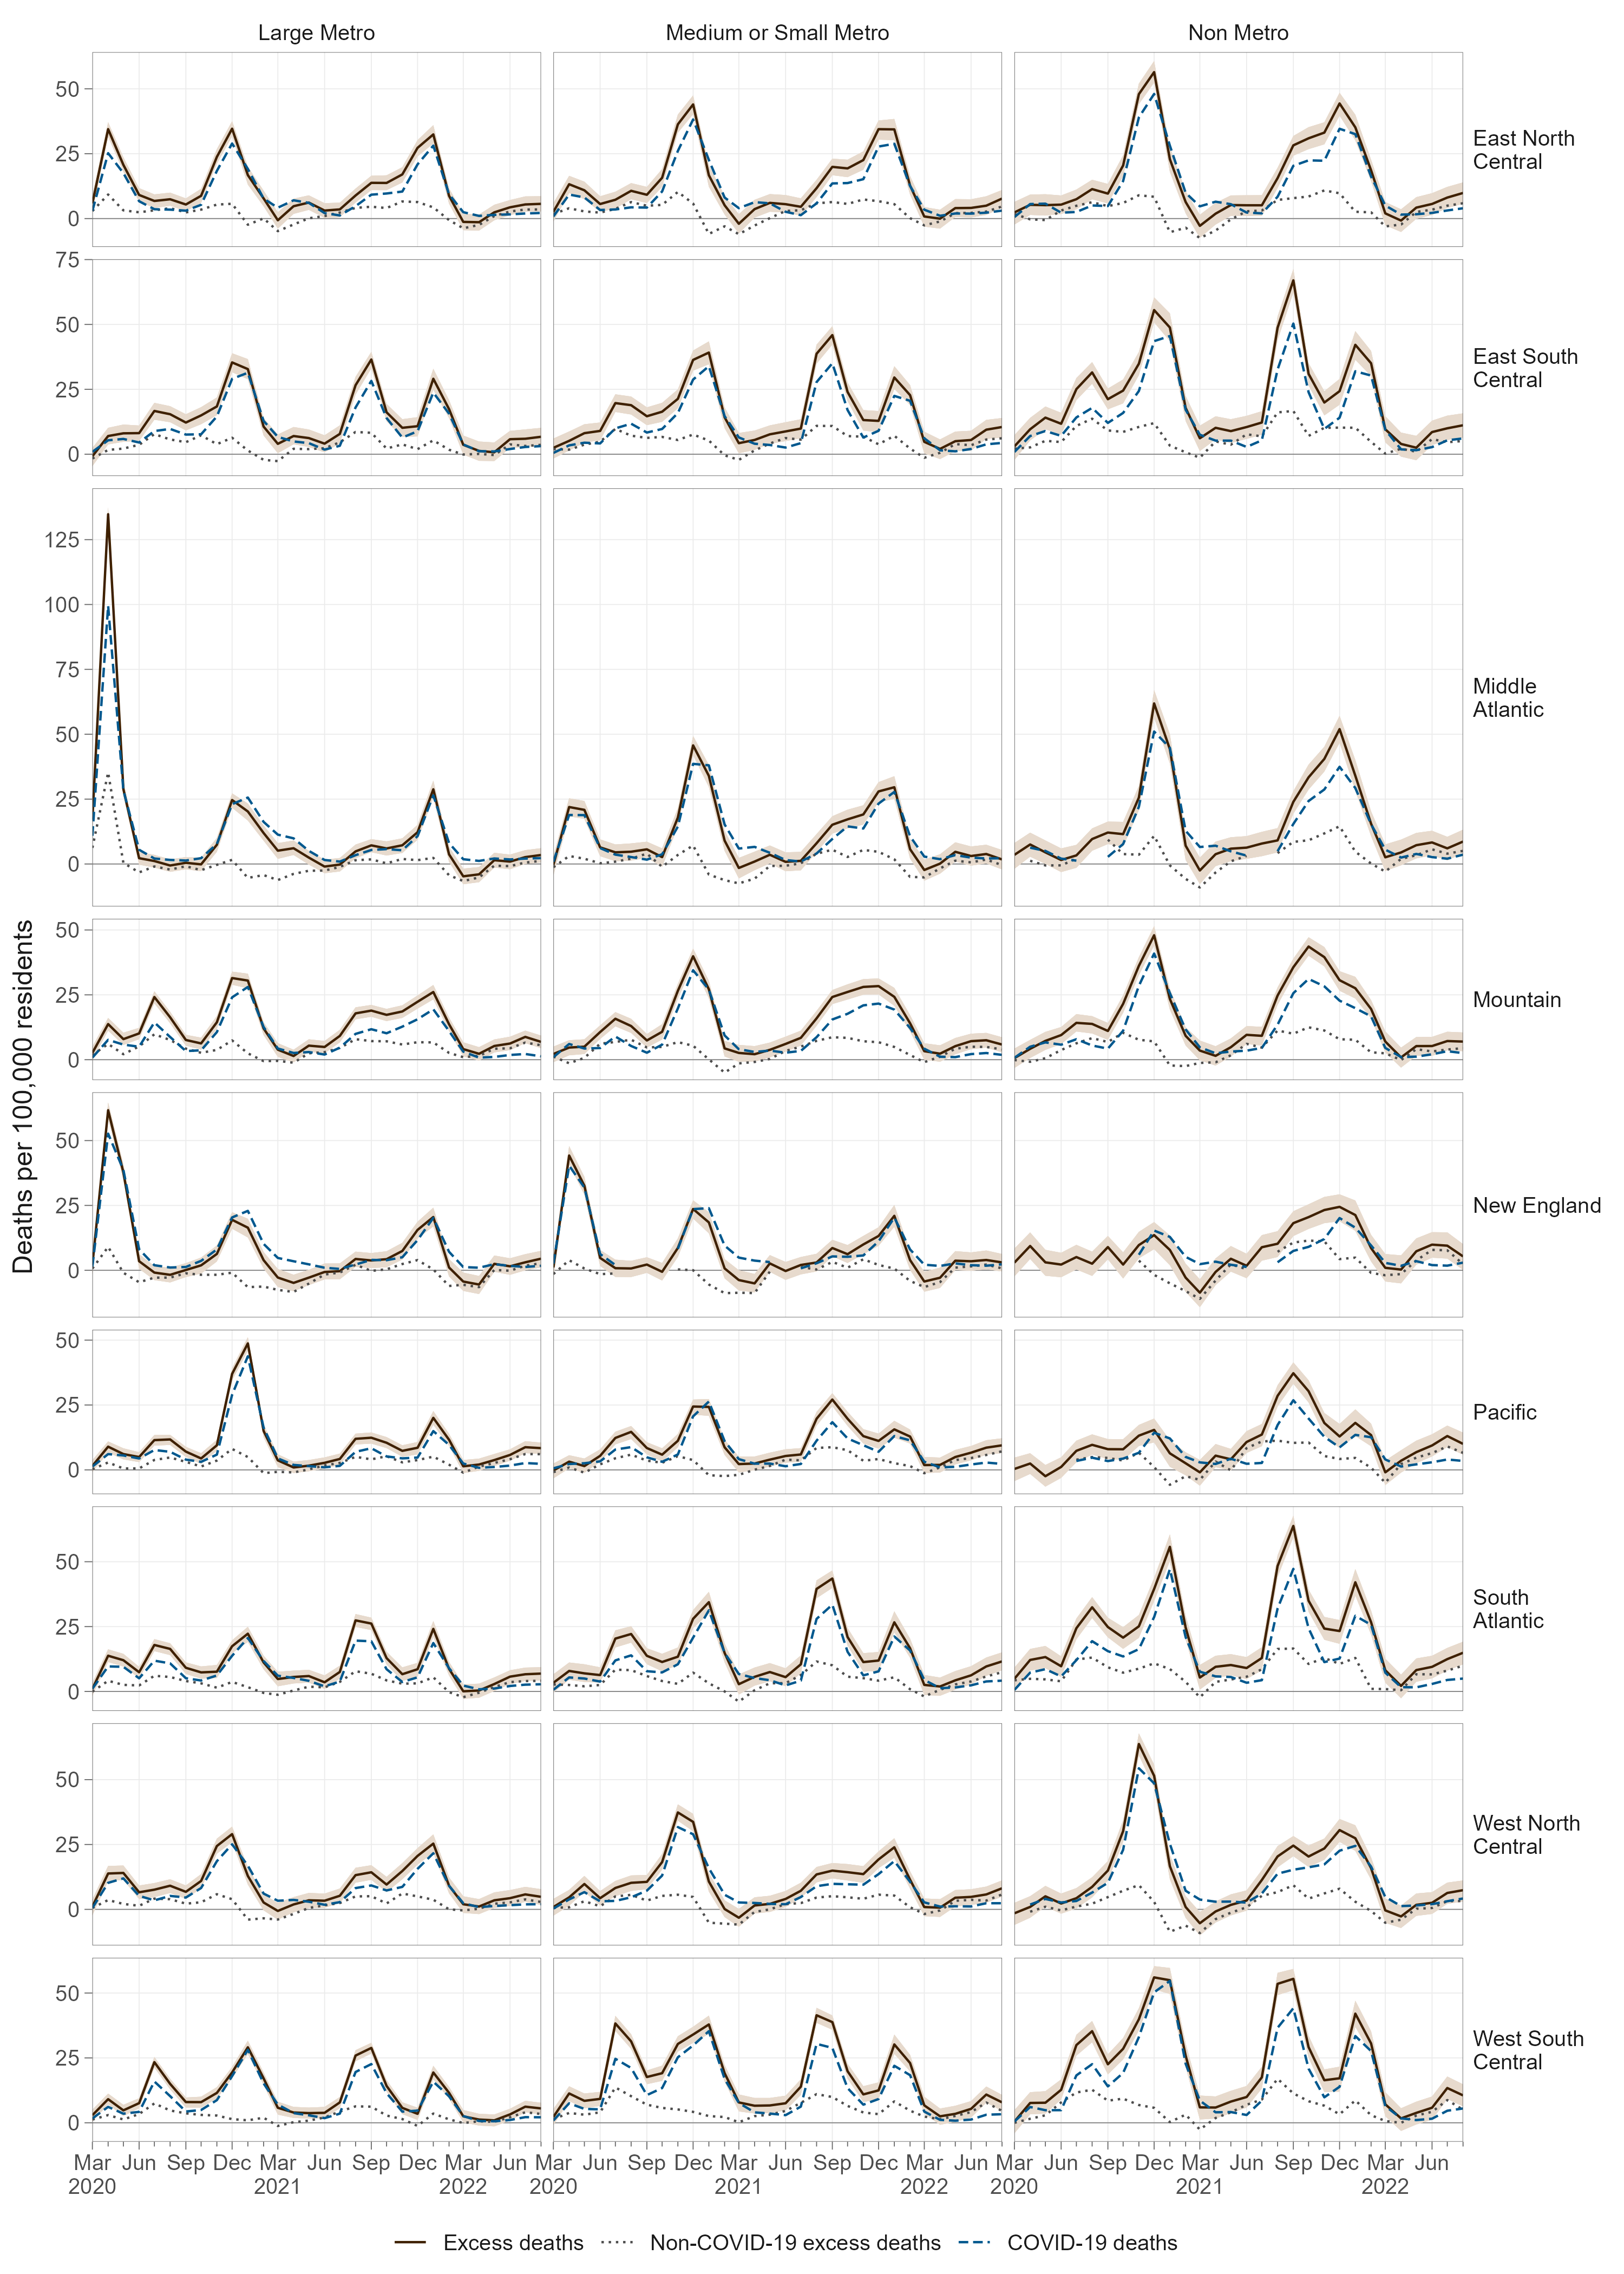 Large Metro
Medium or Small Metro
Non Metro
50
25
0
East North
Central
75
50
25
0
East South
Central
125
100
75
50
25
0
Middle
Atlantic
50
25
0
Mountain
50
25
0
New England
50
25
0
Pacific
50
25
0
South
Atlantic
50
25
0
West North
Central
50
25
0
West South
Central
Deaths per 100,000 residents
Mar Jun Sep Dec Mar Jun Sep Dec Mar Jun Mar Jun Sep Dec Mar Jun Sep Dec Mar Jun Mar Jun Sep Dec Mar Jun Sep Dec Mar Jun
2020 2021 2022 2020 2021 2022 2020 2021 2022
Excess deaths Non-COVID-19 excess deaths COVID-19 deaths